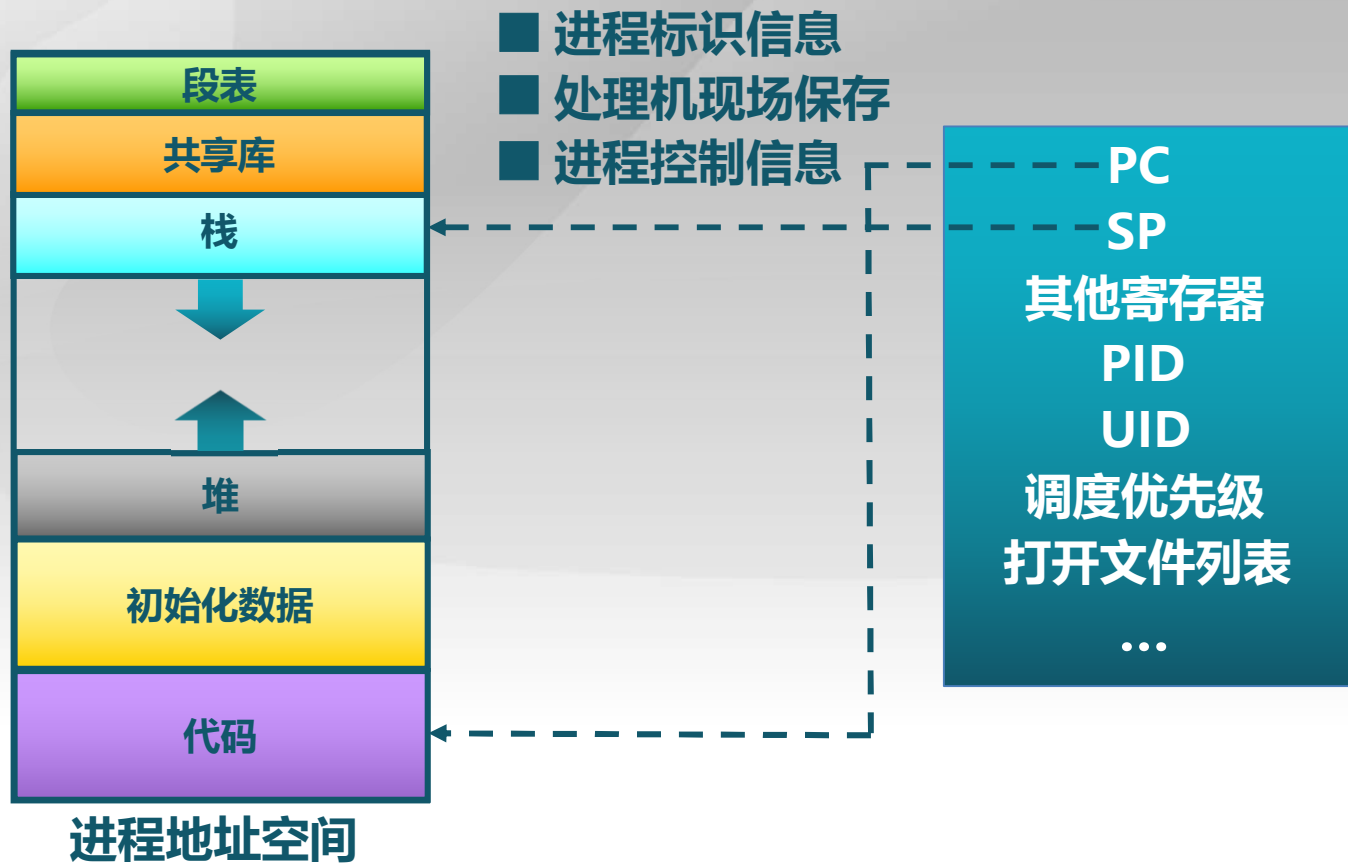 进程标识信息
处理机现场保存
进程控制信息
段表
共享库
栈
堆
初始化数据
代码
进程地址空间
PC
SP
其他寄存器
PID
UID
调度优先级
打开文件列表
...